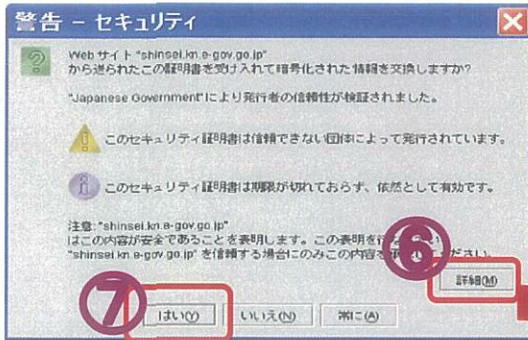 警告 - セキュリティ
Web サイト "shinsei.kn.e-gov.go.jp"
から送られたこの証明書を受け入れて暗号化された情報を交換しますか?
"Japanese Government"により発行者の信頼性が検証されました。
このセキュリティ証明書は信頼できない団体によって発行されています。
このセキュリティ証明書は期限が切れておらず、依然として有効です。
注意: "shinsei.kn.e-gov.go.jp"
はこの内容が安全であることを表明します。この表明を
"shinsei.kn.e-gov.go.jp" を信頼する場合にのみこの内容を ください。
⑥
詳細(M)
⑦
はい(Y) いいえ(N) 常に(A)